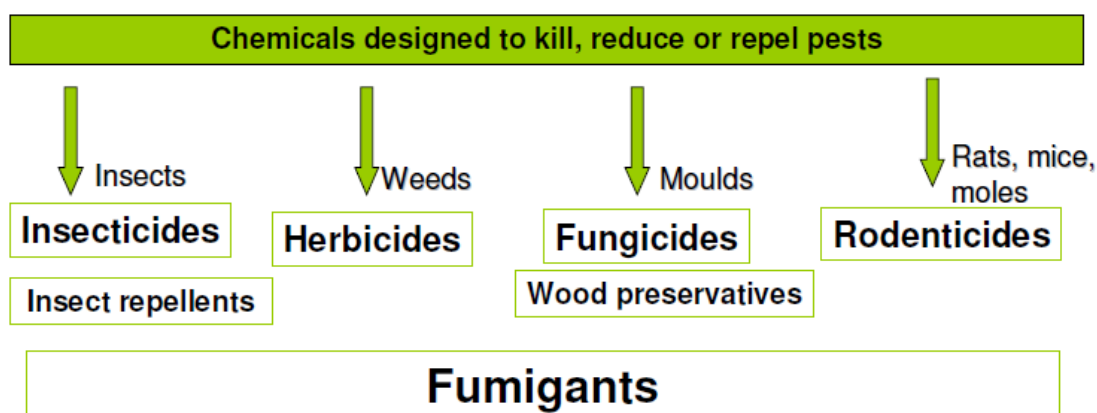 Chemicals designed to kill, reduce or repel pests
Insects
Weeds
Moulds
Rats, mice,
moles
Insecticides
Herbicides
Fungicides
Rodenticides
Insect repellents
Wood preservatives
Fumigants